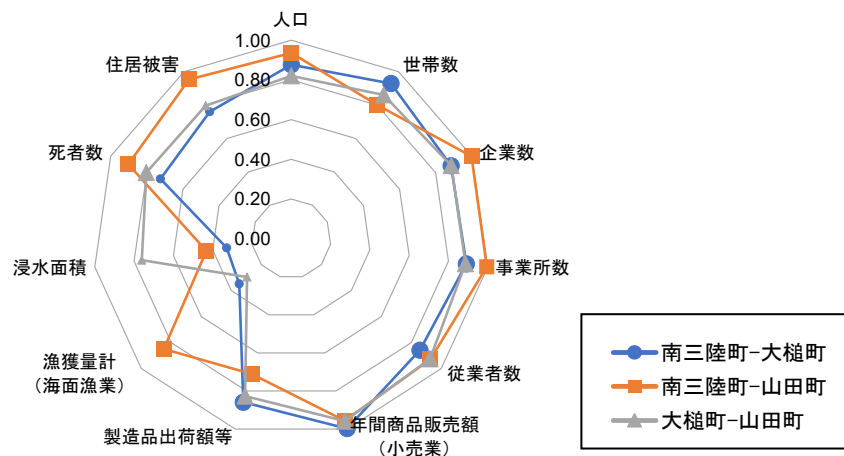 人口
世帯数
企業数
事業所数
従業者数
年間商品販売額
（小売業）
製造品出荷額等
漁獲量計
（海面漁業）
浸水面積
死者数
住居被害
1.00
0.80
0.60
0.40
0.20
0.00
南三陸町−大槌町
南三陸町−山田町
大槌町−山田町